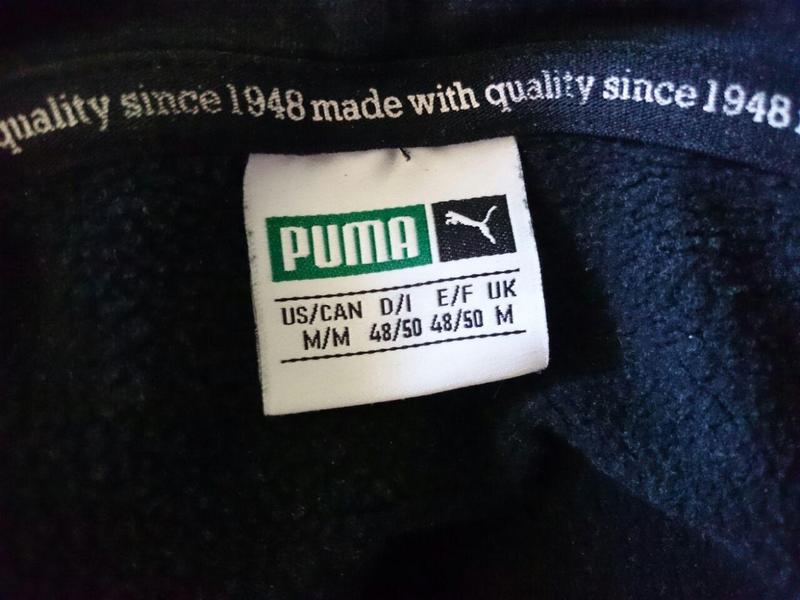 quality since 1948 made with quality since 1948
PUMA
US/CAN D/I E/F UK
M/M 48/50 48/50 M